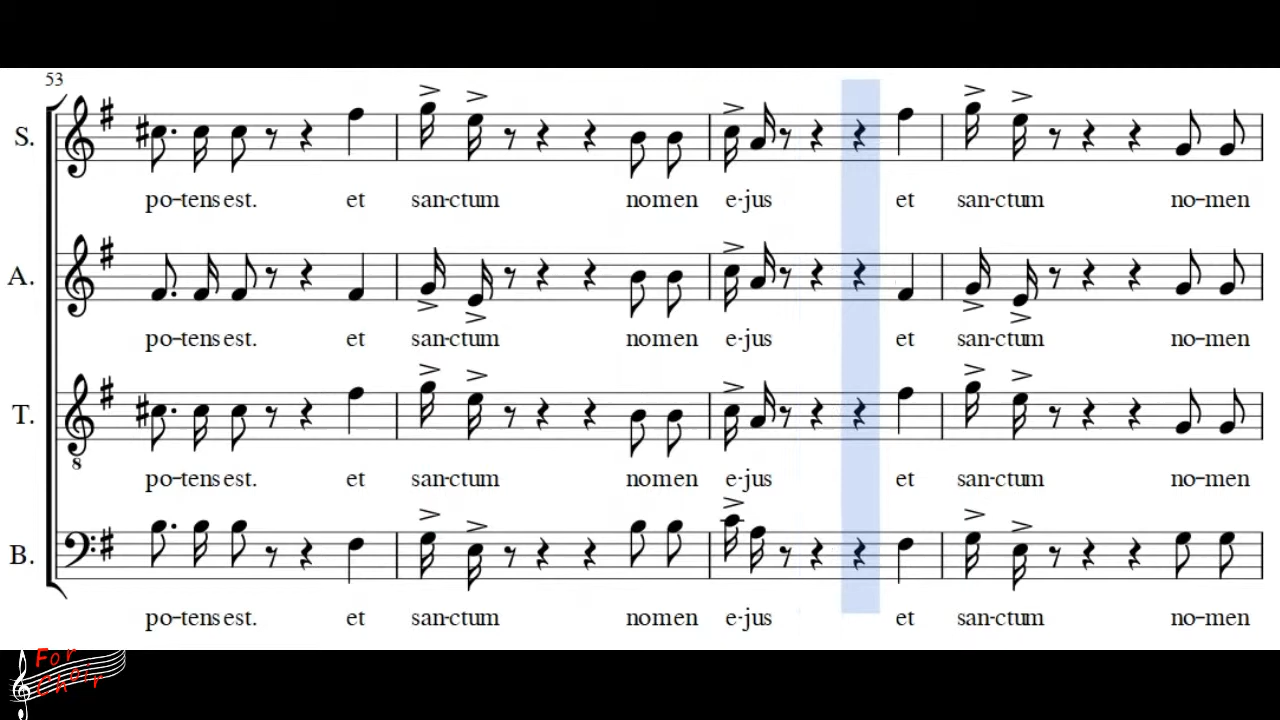 53
S.
po-tens est. et san-ctum nomen e-jus et san-ctum no-men
A.
po-tens est. et san-ctum nomen e-jus et san-ctum no-men
T.
8
po-tens est. et san-ctum nomen e-jus et san-ctum no-men
B.
po-tens est. et san-ctum nomen e-jus et san-ctum no-men
For
Choir